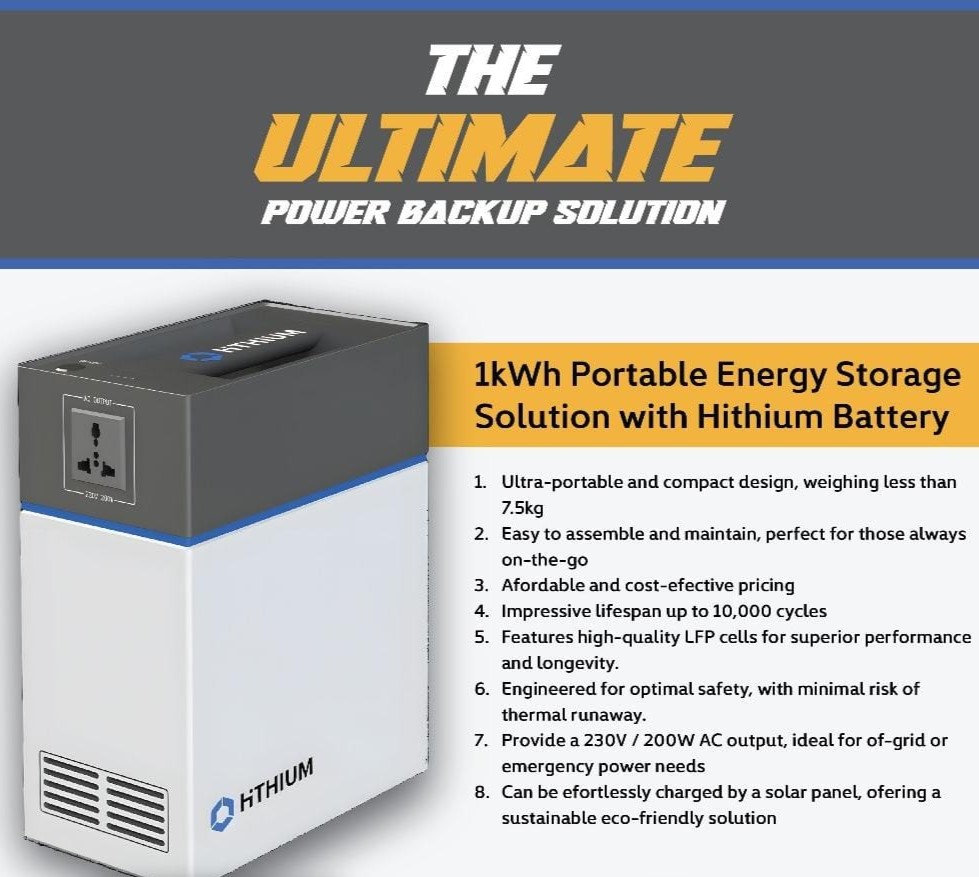 THE
ULTIMATE
POWER BACKUP SOLUTION
HiTHIUM
AC OUTPUT
230V 200W
1kWh Portable Energy Storage
Solution with Hithium Battery
1. Ultra-portable and compact design, weighing less than
7.5kg
2. Easy to assemble and maintain, perfect for those always
on-the-go
3. Afordable and cost-efective pricing
4. Impressive lifespan up to 10,000 cycles
5. Features high-quality LFP cells for superior performance
and longevity.
6. Engineered for optimal safety, with minimal risk of
thermal runaway.
7. Provide a 230V / 200W AC output, ideal for of-grid or
emergency power needs
8. Can be efortlessly charged by a solar panel, ofering a
sustainable eco-friendly solution
HiTHIUM